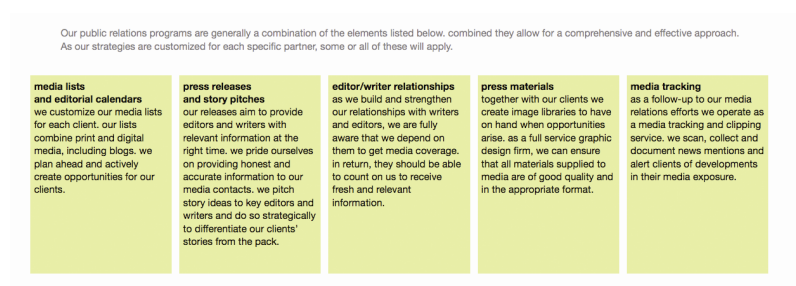 Our public relations programs are generally a combination of the elements listed below. combined they allow for a comprehensive and effective approach.
As our strategies are customized for each specific partner, some or all of these will apply.
media lists
and editorial calendars
we customize our media lists
for each client. our lists
combine print and digital
media, including blogs. we
plan ahead and actively
create opportunities for our
clients.
press releases
and story pitches
our releases aim to provide
editors and writers with
relevant information at the
right time. we pride ourselves
on providing honest and
accurate information to our
media contacts. we pitch
story ideas to key editors and
writers and do so strategically
to differentiate our clients'
stories from the pack.
editor/writer relationships
as we build and strengthen
our relationships with writers
and editors, we are fully
aware that we depend on
them to get media coverage.
in return, they should be able
to count on us to receive
fresh and relevant
information.
press materials
together with our clients we
create image libraries to have
on hand when opportunities
arise. as a full service graphic
design firm, we can ensure
that all materials supplied to
media are of good quality and
in the appropriate format.
media tracking
as a follow-up to our media
relations efforts we operate as
a media tracking and clipping
service. we scan, collect and
document news mentions and
alert clients of developments
in their media exposure.